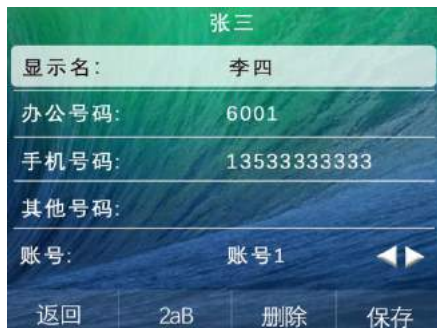 张三
显示名: 李四
办公号码: 6001
手机号码: 13533333333
其他号码:
账号: 账号1
返回 2aB 删除 保存